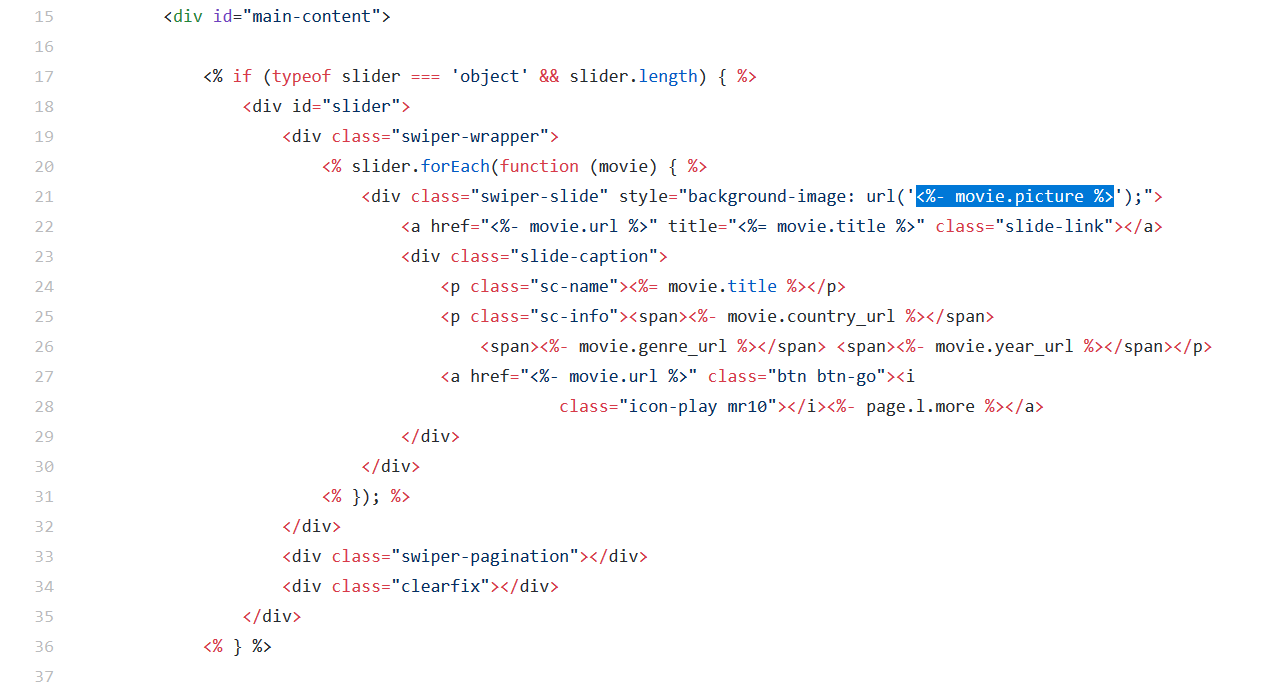 15 <div id="main-content">
16
17 <% if (typeof slider === 'object' && slider.length) { %>
18 <div id="slider">
19 <div class="swiper-wrapper">
20 <% slider.forEach(function (movie) { %>
21 <div class="swiper-slide" style="background-image: url('<%- movie.picture %>');">
22 <a href="<%- movie.url %>" title="<%= movie.title %>" class="slide-link"></a>
23 <div class="slide-caption">
24 <p class="sc-name"><%= movie.title %></p>
25 <p class="sc-info"><span><%- movie.country_url %></span>
26 <span><%- movie.genre_url %></span> <span><%- movie.year_url %></span></p>
27 <a href="<%- movie.url %>" class="btn btn-go"><i
28 class="icon-play mr10"></i><%- page.l.more %></a>
29 </div>
30 </div>
31 <% }); %>
32 </div>
33 <div class="swiper-pagination"></div>
34 <div class="clearfix"></div>
35 </div>
36 <% } %>
37